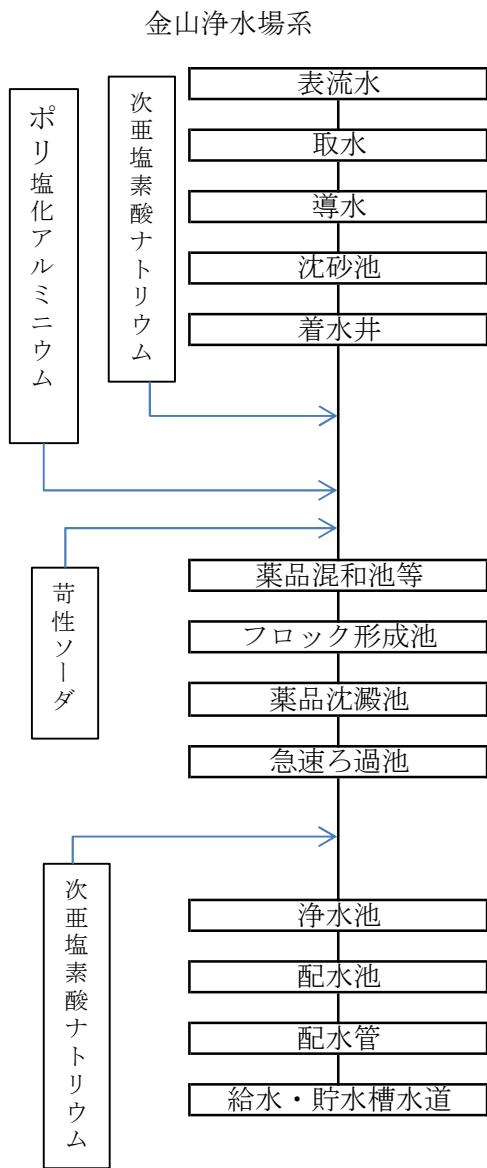 金山浄水場系
表流水
取水
導水
沈砂池
着水井
次亜塩素酸ナトリウム
ポリ塩化アルミニウム
苛性ソーダ
薬品混和池等
フロック形成池
薬品沈澱池
急速ろ過池
次亜塩素酸ナトリウム
浄水池
配水池
配水管
給水・貯水槽水道